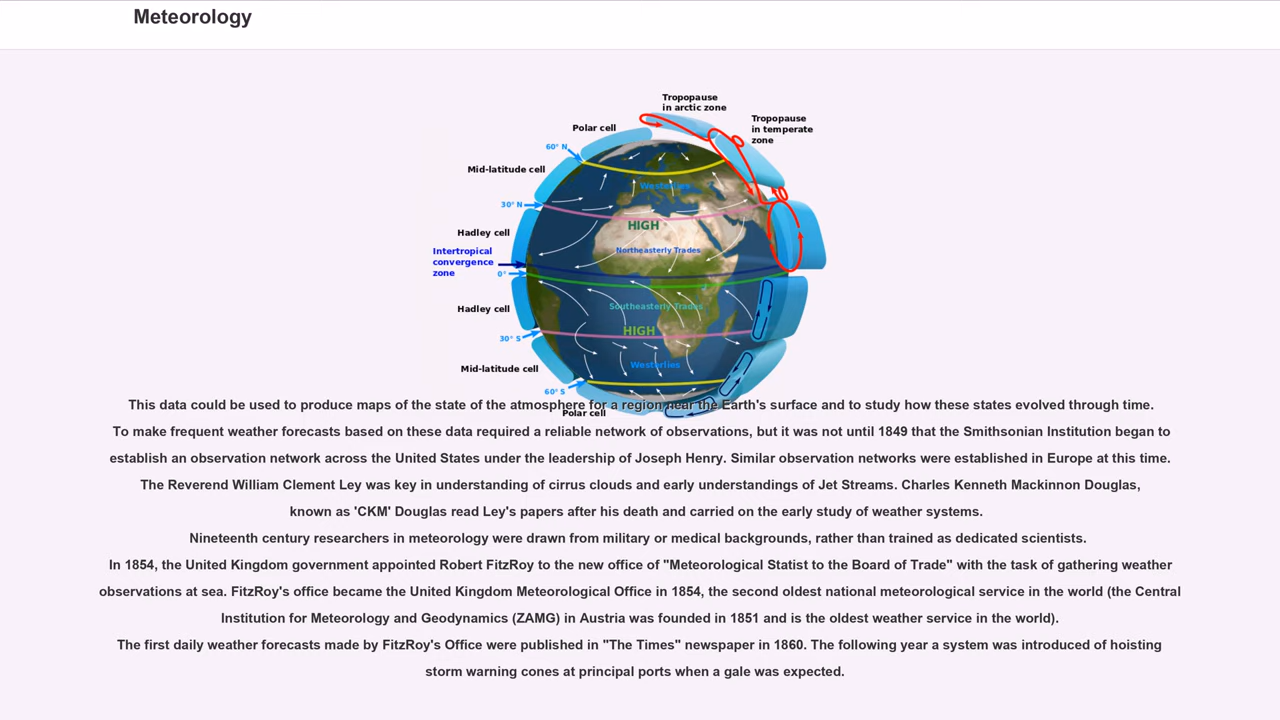 Meteorology
Tropopause
in arctic zone
Tropopause
in temperate
zone
Polar cell
60° N
Mid-latitude cell
Westerlies
30° N
HIGH
Hadley cell
Northeasterly Trades
Intertropical
convergence
zone
0°
Hadley cell
Southeasterly Trades
HIGH
30° S
Mid-latitude cell
Westerlies
60° S
Polar cell
This data could be used to produce maps of the state of the atmosphere for a region near the Earth's surface and to study how these states evolved through time.
To make frequent weather forecasts based on these data required a reliable network of observations, but it was not until 1849 that the Smithsonian Institution began to
establish an observation network across the United States under the leadership of Joseph Henry. Similar observation networks were established in Europe at this time.
The Reverend William Clement Ley was key in understanding of cirrus clouds and early understandings of Jet Streams. Charles Kenneth Mackinnon Douglas,
known as 'CKM' Douglas read Ley's papers after his death and carried on the early study of weather systems.
Nineteenth century researchers in meteorology were drawn from military or medical backgrounds, rather than trained as dedicated scientists.
In 1854, the United Kingdom government appointed Robert FitzRoy to the new office of "Meteorological Statist to the Board of Trade" with the task of gathering weather
observations at sea. FitzRoy's office became the United Kingdom Meteorological Office in 1854, the second oldest national meteorological service in the world (the Central
Institution for Meteorology and Geodynamics (ZAMG) in Austria was founded in 1851 and is the oldest weather service in the world).
The first daily weather forecasts made by FitzRoy's Office were published in "The Times" newspaper in 1860. The following year a system was introduced of hoisting
storm warning cones at principal ports when a gale was expected.